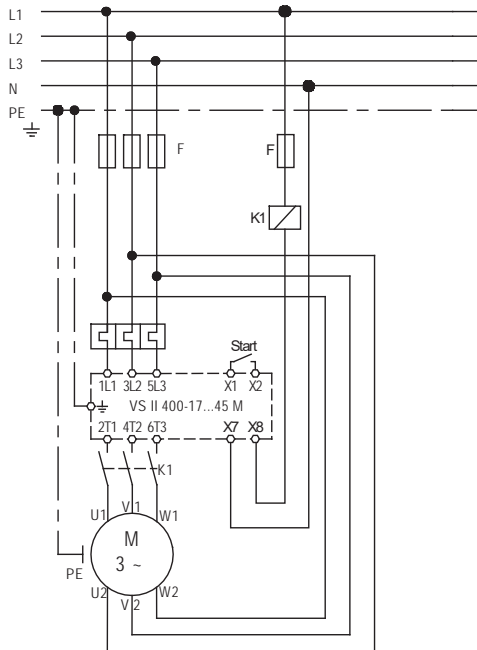 L1
L2
L3
N
PE
F
F
K1
Start
1L1 3L2 5L3 X1 X2
VS II 400-17...45 M
2T1 4T2 6T3 X7 X8
K1
U1 V1 W1
M
3 ~
PE
U2 V2 W2